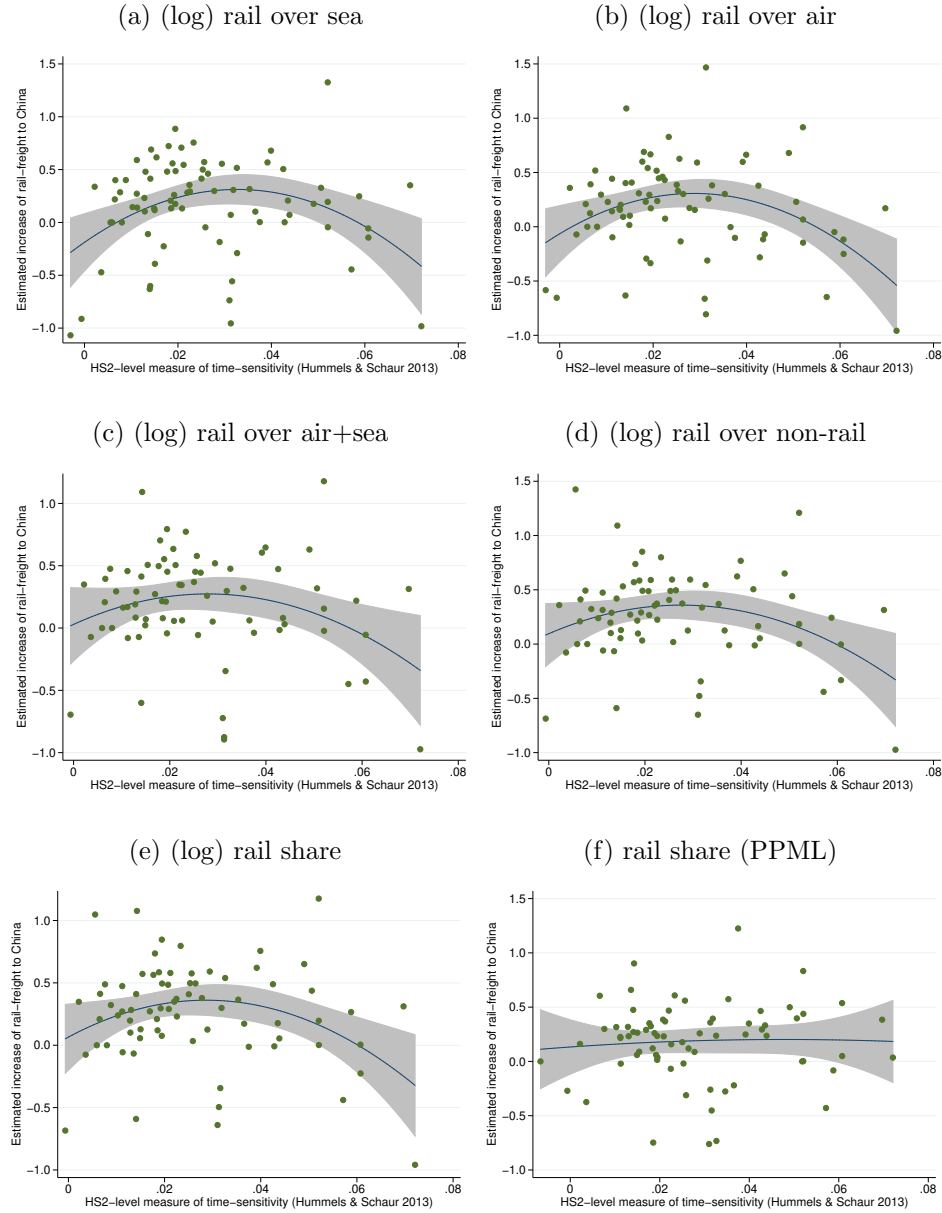 (a) (log) rail over sea
(b) (log) rail over air
Estimated increase of rail−freight to China
1.5
1.0
0.5
0.0
−0.5
−1.0
0 .02 .04 .06 .08
HS2−level measure of time−sensitivity (Hummels & Schaur 2013)
Estimated increase of rail−freight to China
1.5
1.0
0.5
0.0
−0.5
−1.0
0 .02 .04 .06 .08
HS2−level measure of time−sensitivity (Hummels & Schaur 2013)
(c) (log) rail over air+sea
(d) (log) rail over non-rail
Estimated increase of rail−freight to China
1.0
0.5
0.0
−0.5
−1.0
0 .02 .04 .06 .08
HS2−level measure of time−sensitivity (Hummels & Schaur 2013)
Estimated increase of rail−freight to China
1.5
1.0
0.5
0.0
−0.5
−1.0
0 .02 .04 .06 .08
HS2−level measure of time−sensitivity (Hummels & Schaur 2013)
(e) (log) rail share
(f) rail share (PPML)
Estimated increase of rail−freight to China
1.0
0.5
0.0
−0.5
−1.0
0 .02 .04 .06 .08
HS2−level measure of time−sensitivity (Hummels & Schaur 2013)
Estimated increase of rail−freight to China
1.5
1.0
0.5
0.0
−0.5
−1.0
0 .02 .04 .06 .08
HS2−level measure of time−sensitivity (Hummels & Schaur 2013)